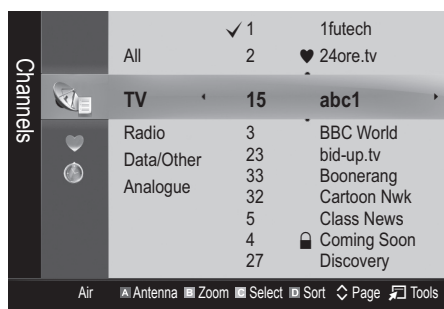 Channels
1 1futech
All 2 24ore.tv
TV 15 abc1
Radio 3 BBC World
Data/Other 23 bid-up.tv
Analogue 33 Boonerang
32 Cartoon Nwk
5 Class News
4 Coming Soon
27 Discovery
Air A Antenna B Zoom C Select D Sort Page Tools